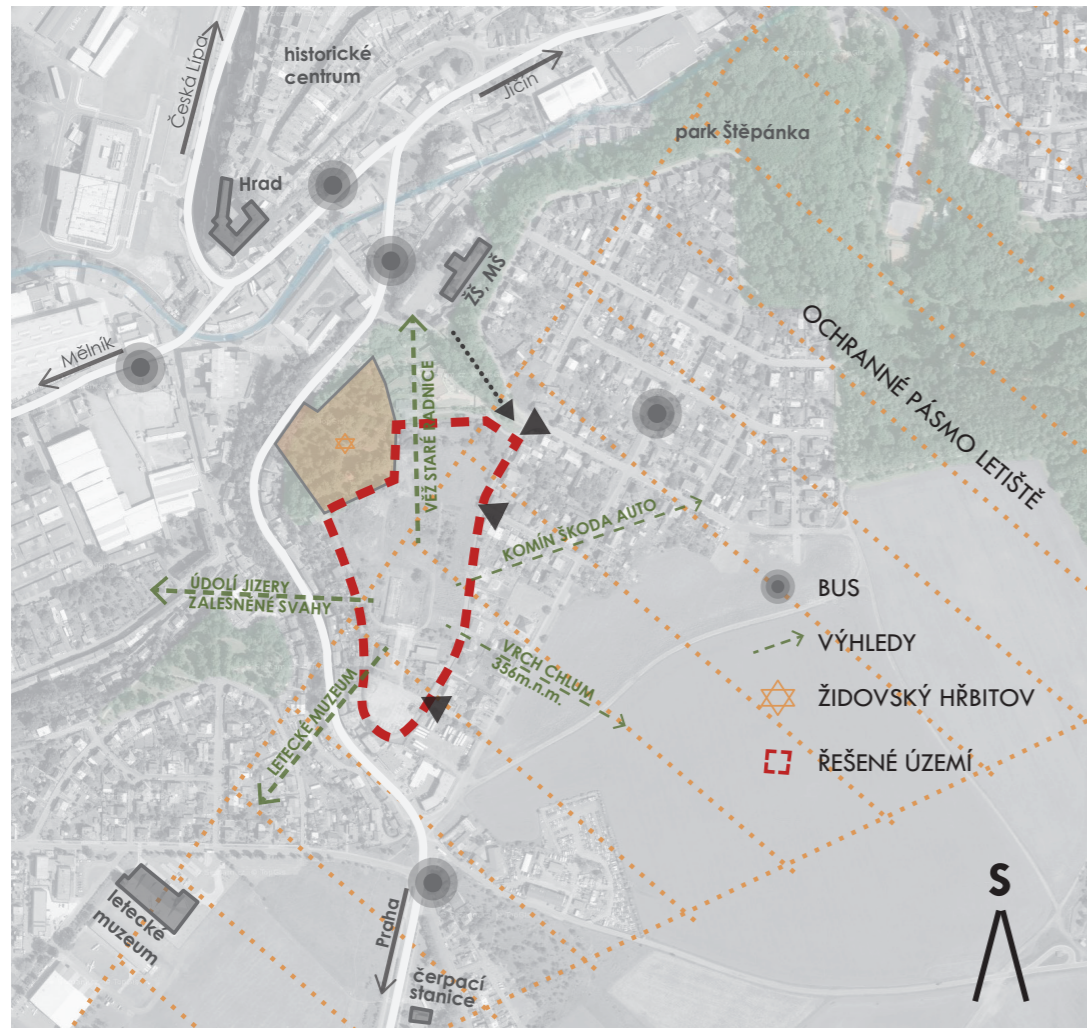 historické
centrum
Česká Lípa
Jičín
park Štěpánka
Hrad
ŽŠ, MŠ
OCHRANNÉ PÁSMO LETIŠTĚ
Mělník
VĚŽ STARÉ RADNICE
KOMÍN ŠKODA AUTO
ÚDOLÍ JIZERY
ZALESNĚNÉ SVAHY
BUS
VÝHLEDY
VRCH CHLUM
356m.n.m.
LETECKÉ MUZEUM
ŽIDOVSKÝ HŘBITOV
ŘEŠENÉ ÚZEMÍ
S
letecké
muzeum
Praha
čerpací
stanice